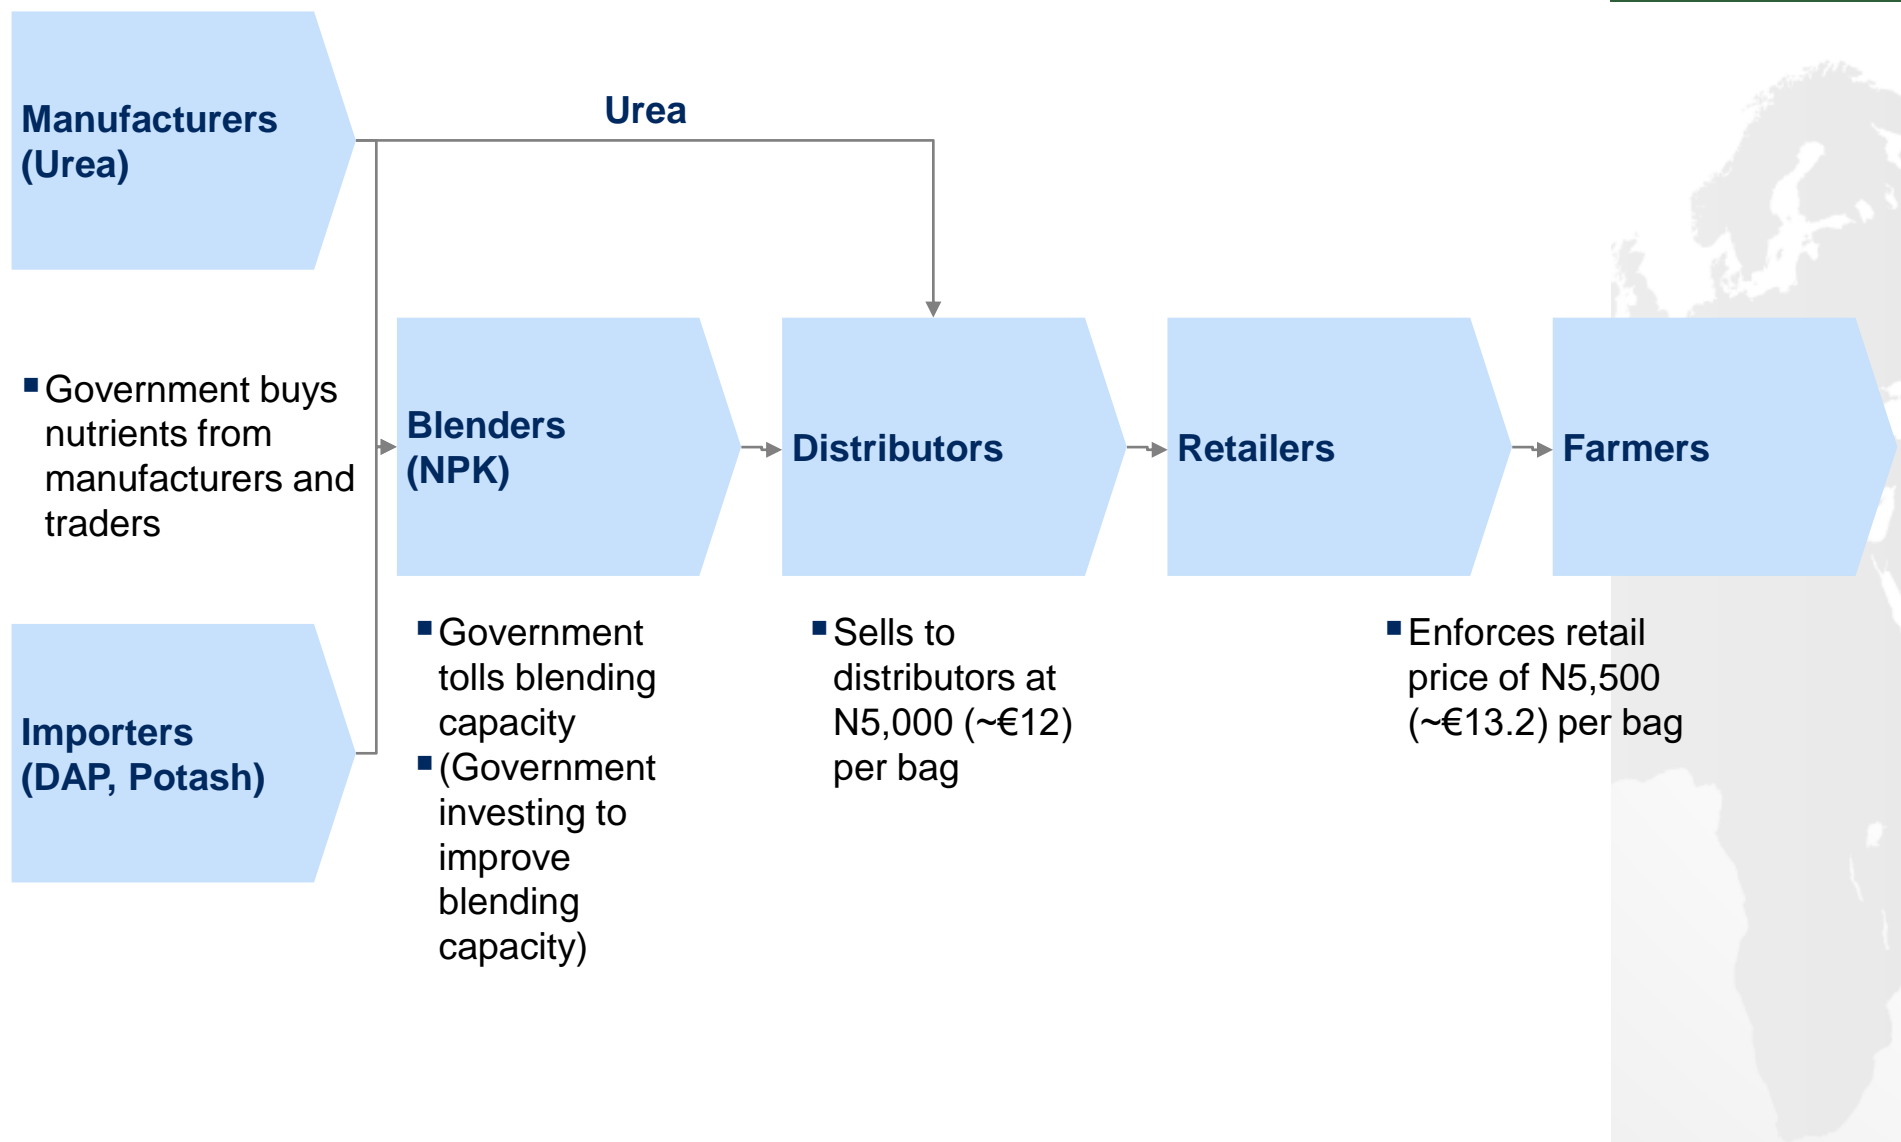 Manufacturers
(Urea)
Urea
■ Government buys
nutrients from
manufacturers and
traders
Importers
(DAP, Potash)
Blenders
(NPK)
■ Government
tolls blending
capacity
■ (Government
investing to
improve
blending
capacity)
Distributors
■ Sells to
distributors at
N5,000 (~€12)
per bag
Retailers
Farmers
■ Enforces retail
price of N5,500
(~€13.2) per bag